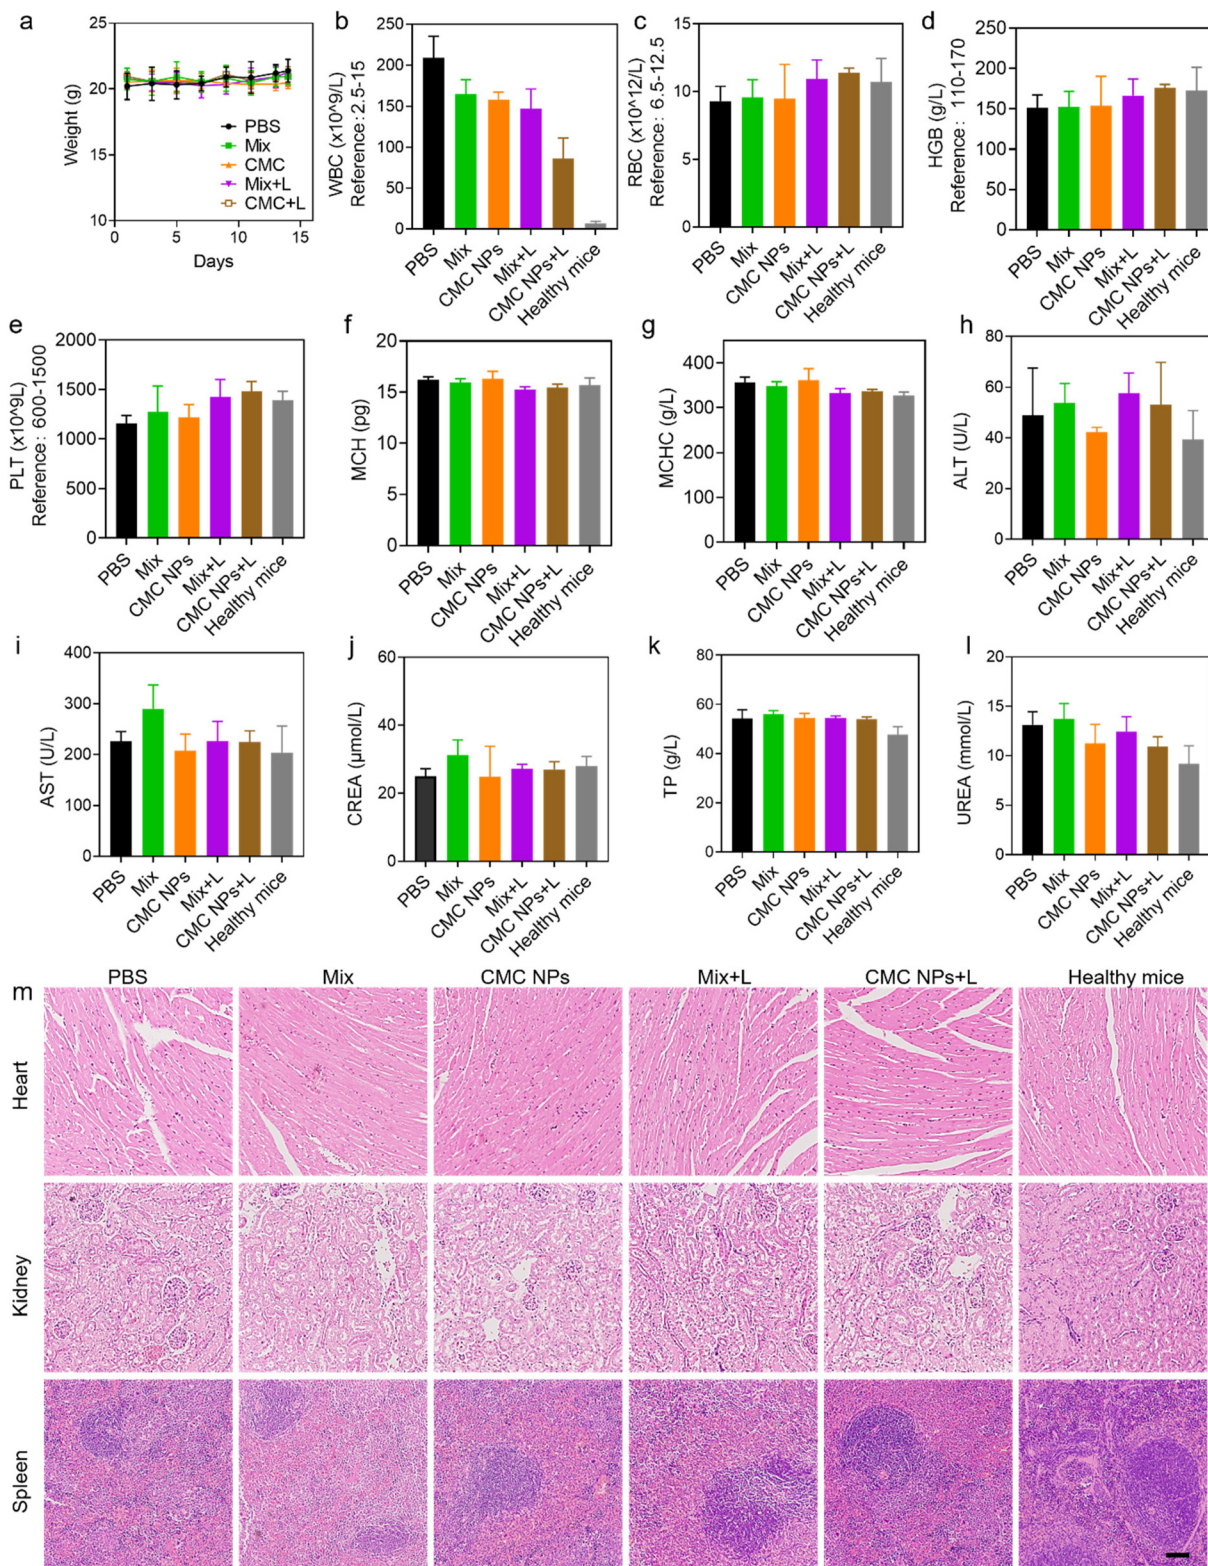 a
Weight (g)
25
20
15
10
0
5
10
15
Days
PBS
Mix
CMC
Mix+L
CMC+L
b
WBC (x10^9/L)
Reference:2.5-15
250
200
150
100
50
0
PBS
Mix
CMC NPs
Mix+L
CMC NPs+L
Healthy mice
c
RBC (x10^12/L)
Reference: 6.5-12.5
15
10
5
0
PBS
Mix
CMC NPs
Mix+L
CMC NPs+L
Healthy mice
d
HGB (g/L)
Reference: 110-170
250
200
150
100
50
0
PBS
Mix
CMC NPs
Mix+L
CMC NPs+L
Healthy mice
e
PLT (x10^9L)
Reference: 600-1500
2000
1500
1000
500
0
PBS
Mix
CMC NPs
Mix+L
CMC NPs+L
Healthy mice
f
MCH (pg)
20
15
10
5
0
PBS
Mix
CMC NPs
Mix+L
CMC NPs+L
Healthy mice
g
MCHC (g/L)
400
300
200
100
0
PBS
Mix
CMC NPs
Mix+L
CMC NPs+L
Healthy mice
h
ALT (U/L)
80
60
40
20
0
PBS
Mix
CMC NPs
Mix+L
CMC NPs+L
Healthy mice
i
AST (U/L)
400
300
200
100
0
PBS
Mix
CMC NPs
Mix+L
CMC NPs+L
Healthy mice
j
CREA (μmol/L)
60
40
20
0
PBS
Mix
CMC NPs
Mix+L
CMC NPs+L
Healthy mice
k
TP (g/L)
80
60
40
20
0
PBS
Mix
CMC NPs
Mix+L
CMC NPs+L
Healthy mice
l
UREA (mmol/L)
20
15
10
5
0
PBS
Mix
CMC NPs
Mix+L
CMC NPs+L
Healthy mice
m
PBS
Mix
CMC NPs
Mix+L
CMC NPs+L
Healthy mice
Heart
Kidney
Spleen